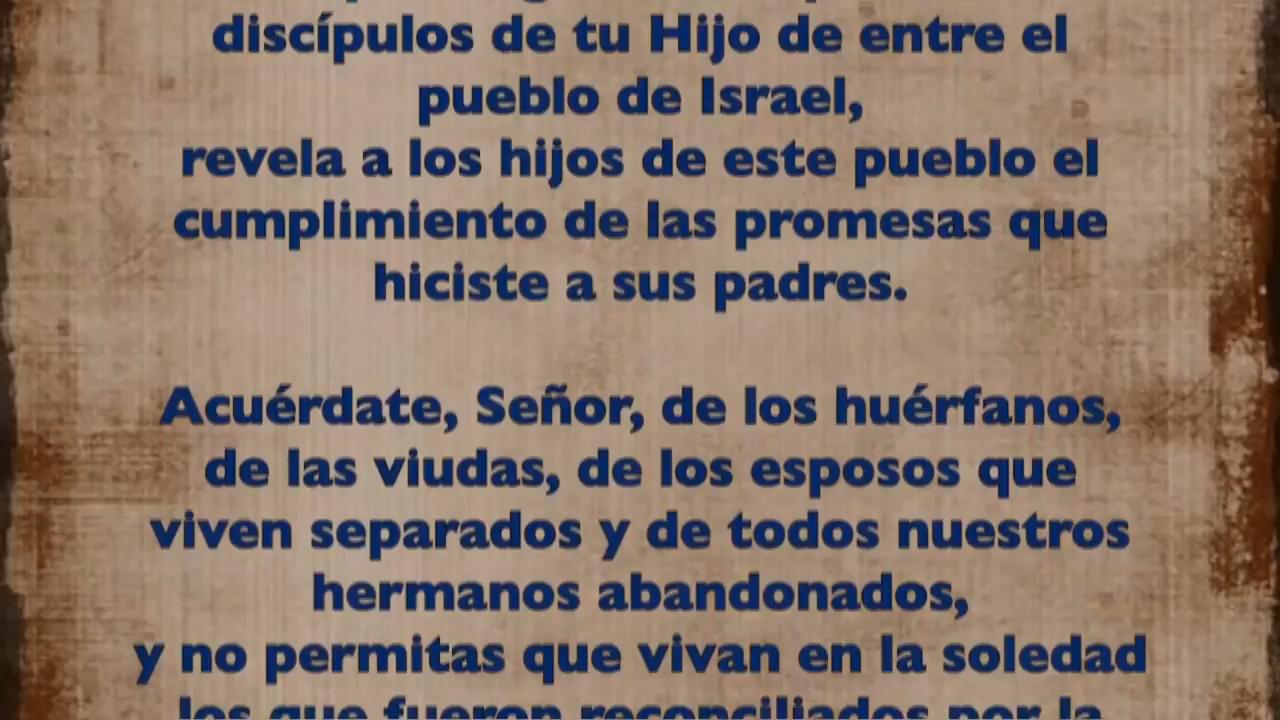 discípulos de tu Hijo de entre el
pueblo de Israel,
revela a los hijos de este pueblo el
cumplimiento de las promesas que
hiciste a sus padres.
Acuérdate, Señor, de los huérfanos,
de las viudas, de los esposos que
viven separados y de todos nuestros
hermanos abandonados,
y no permitas que vivan en la soledad
los que fueron reconciliados por la